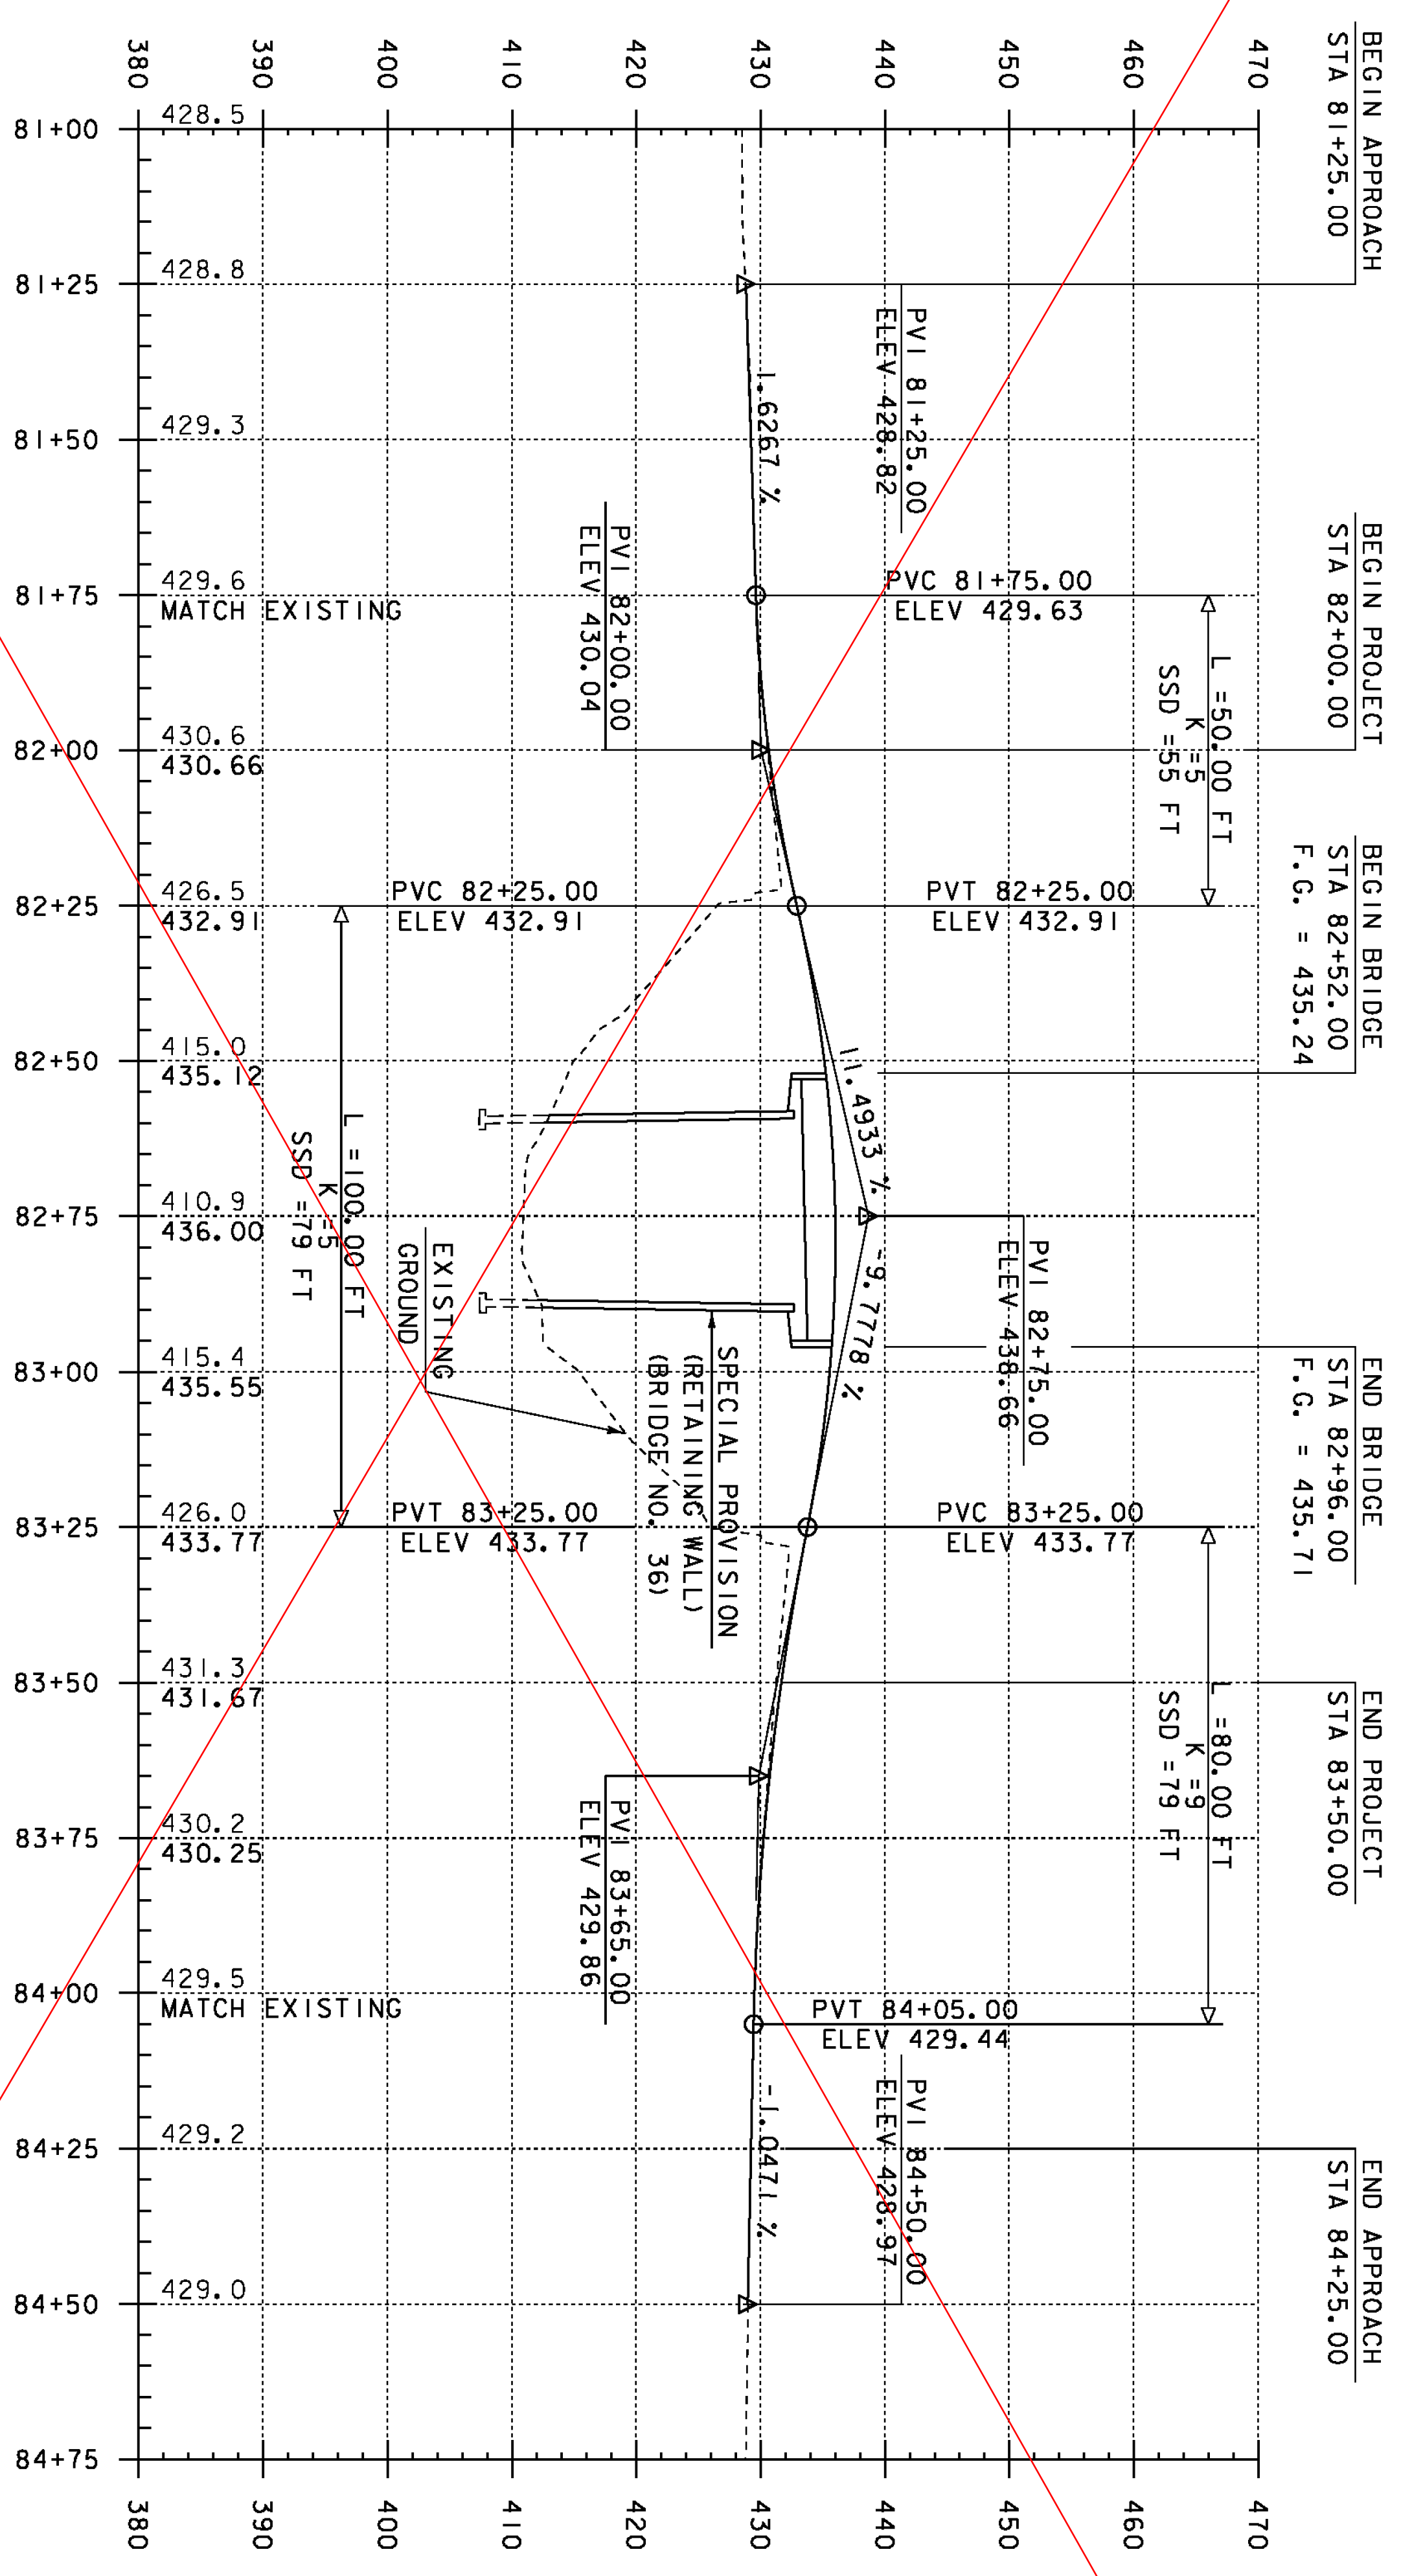 BEGIN APPROACH
STA 81+25.00
BEGIN PROJECT
STA 82+00.00
BEGIN BRIDGE
STA 82+52.00
F.G. = 435.24
END BRIDGE
STA 82+96.00
F.G. = 435.71
END PROJECT
STA 83+50.00
END APPROACH
STA 84+25.00
470
460
450
440
430
420
410
400
390
380
470
460
450
440
430
420
410
400
390
380
L =50.00 FT
K =5
SSD =55 FT
L =80.00 FT
K =9
SSD =79 FT
PVI 81+25.00
ELEV 428.82
PVC 81+75.00
ELEV 429.63
PVT 82+25.00
ELEV 432.91
PVI 82+75.00
ELEV 438.66
PVC 83+25.00
ELEV 433.77
PVT 84+05.00
ELEV 429.44
PVI 84+50.00
ELEV 428.97
1.6267 %
11.4933 %
-9.7778 %
-1.0471 %
PVI 82+00.00
ELEV 430.04
SPECIAL PROVISION
(RETAINING WALL)
(BRIDGE NO. 36)
PVI 83+65.00
ELEV 429.86
PVC 82+25.00
ELEV 432.91
EXISTING
GROUND
PVT 83+25.00
ELEV 433.77
L =100.00 FT
K =5
SSD =79 FT
428.5
81+00
428.8
81+25
429.3
81+50
429.6
81+75
MATCH EXISTING
430.6
82+00
430.66
426.5
82+25
432.91
415.0
82+50
435.12
410.9
82+75
436.00
415.4
83+00
435.55
426.0
83+25
433.77
431.3
83+50
431.67
430.2
83+75
430.25
429.5
84+00
MATCH EXISTING
429.2
84+25
429.0
84+50
84+75